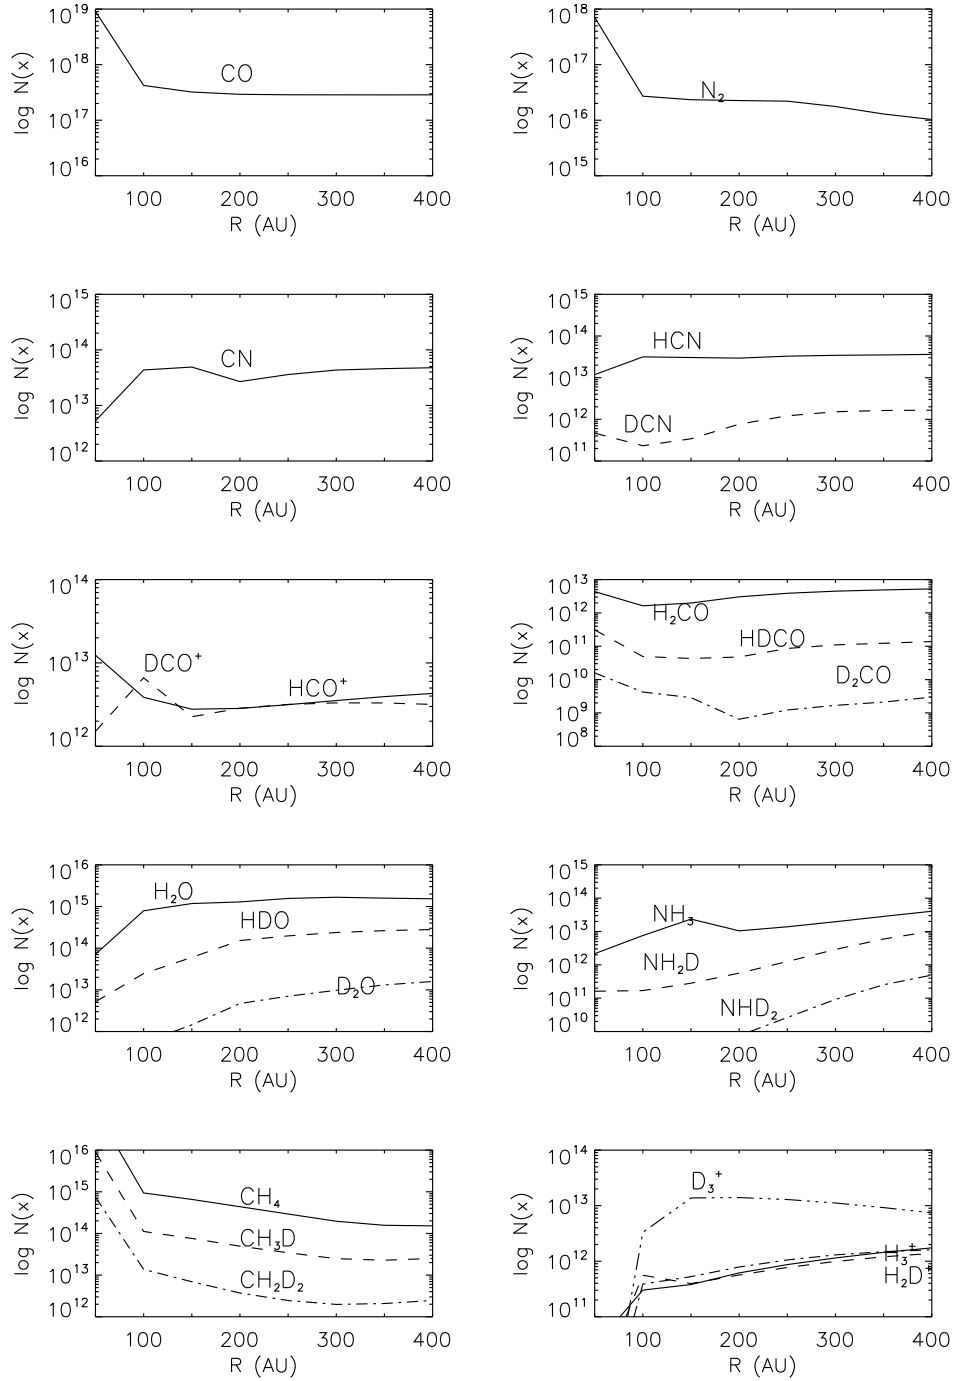 10^19
10^18
10^17
10^16
log N(x)
CO
100 200 300 400
R (AU)
10^18
10^17
10^16
10^15
log N(x)
N₂
100 200 300 400
R (AU)
10^15
10^14
10^13
10^12
log N(x)
CN
100 200 300 400
R (AU)
10^15
10^14
10^13
10^12
10^11
log N(x)
HCN
DCN
100 200 300 400
R (AU)
10^14
10^13
10^12
log N(x)
DCO⁺
HCO⁺
100 200 300 400
R (AU)
10^13
10^12
10^11
10^10
10^9
10^8
log N(x)
H₂CO
HDCO
D₂CO
100 200 300 400
R (AU)
10^16
10^15
10^14
10^13
10^12
log N(x)
H₂O
HDO
D₂O
100 200 300 400
R (AU)
10^15
10^14
10^13
10^12
10^11
10^10
log N(x)
NH₃
NH₂D
NHD₂
100 200 300 400
R (AU)
10^16
10^15
10^14
10^13
10^12
log N(x)
CH₄
CH₃D
CH₂D₂
100 200 300 400
R (AU)
10^14
10^13
10^12
10^11
log N(x)
D₃⁺
H₃⁺
H₂D⁺
100 200 300 400
R (AU)